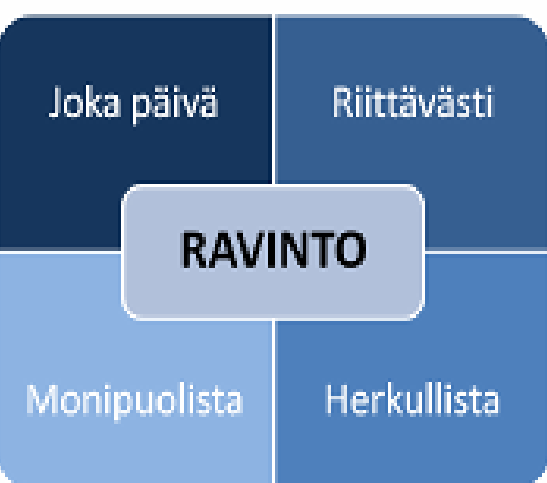 Joka päivä
Riittävästi
RAVINTO
Monipuolista
Herkullista